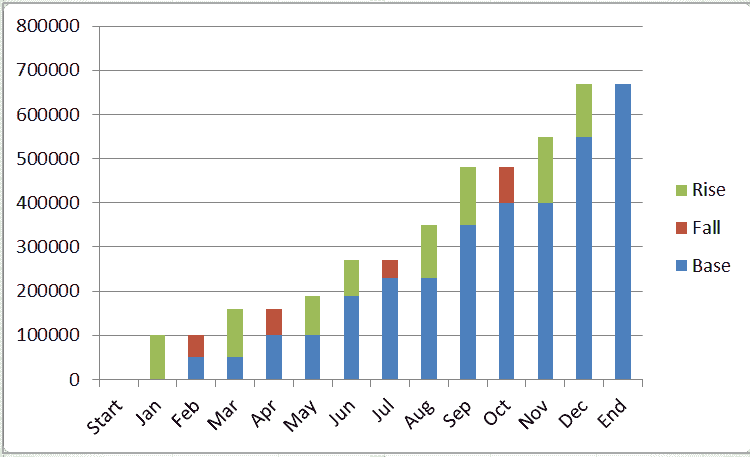 800000
700000
600000
500000
400000
300000
200000
100000
0
Start
Jan
Feb
Mar
Apr
May
Jun
Jul
Aug
Sep
Oct
Nov
Dec
End
Rise
Fall
Base